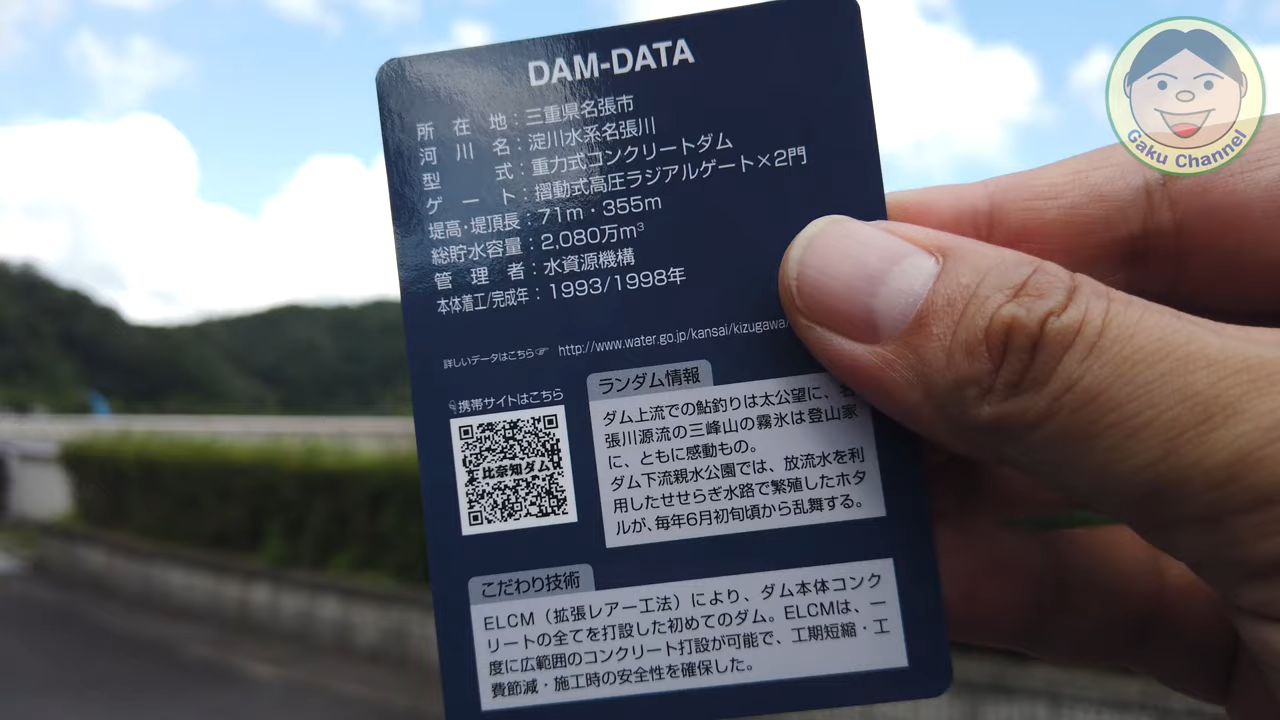 DAM-DATA
所在地：三重県名張市
河川名：淀川水系名張川
型式：重力式コンクリートダム
ゲート：摺動式高圧ラジアルゲート×2門
堤高・堤頂長：71m・355m
総貯水容量：2,080万m³
管理者：水資源機構
本体着工/完成年：1993/1998年
詳しいデータはこちら☞ http://www.water.go.jp/kansai/kizugawa/
携帯サイトはこちら
比奈知ダム
ランダム情報
ダム上流での鮎釣りは太公望に、名
張川源流の三峰山の霧氷は登山家
に、ともに感動もの。
ダム下流親水公園では、放流水を利
用したせせらぎ水路で繁殖したホタ
ルが、毎年6月初旬頃から乱舞する。
こだわり技術
ELCM（拡張レアー工法）により、ダム本体コンク
リートの全てを打設した初めてのダム。ELCMは、一
度に広範囲のコンクリート打設が可能で、工期短縮・工
費節減・施工時の安全性を確保した。
Gaku Channel